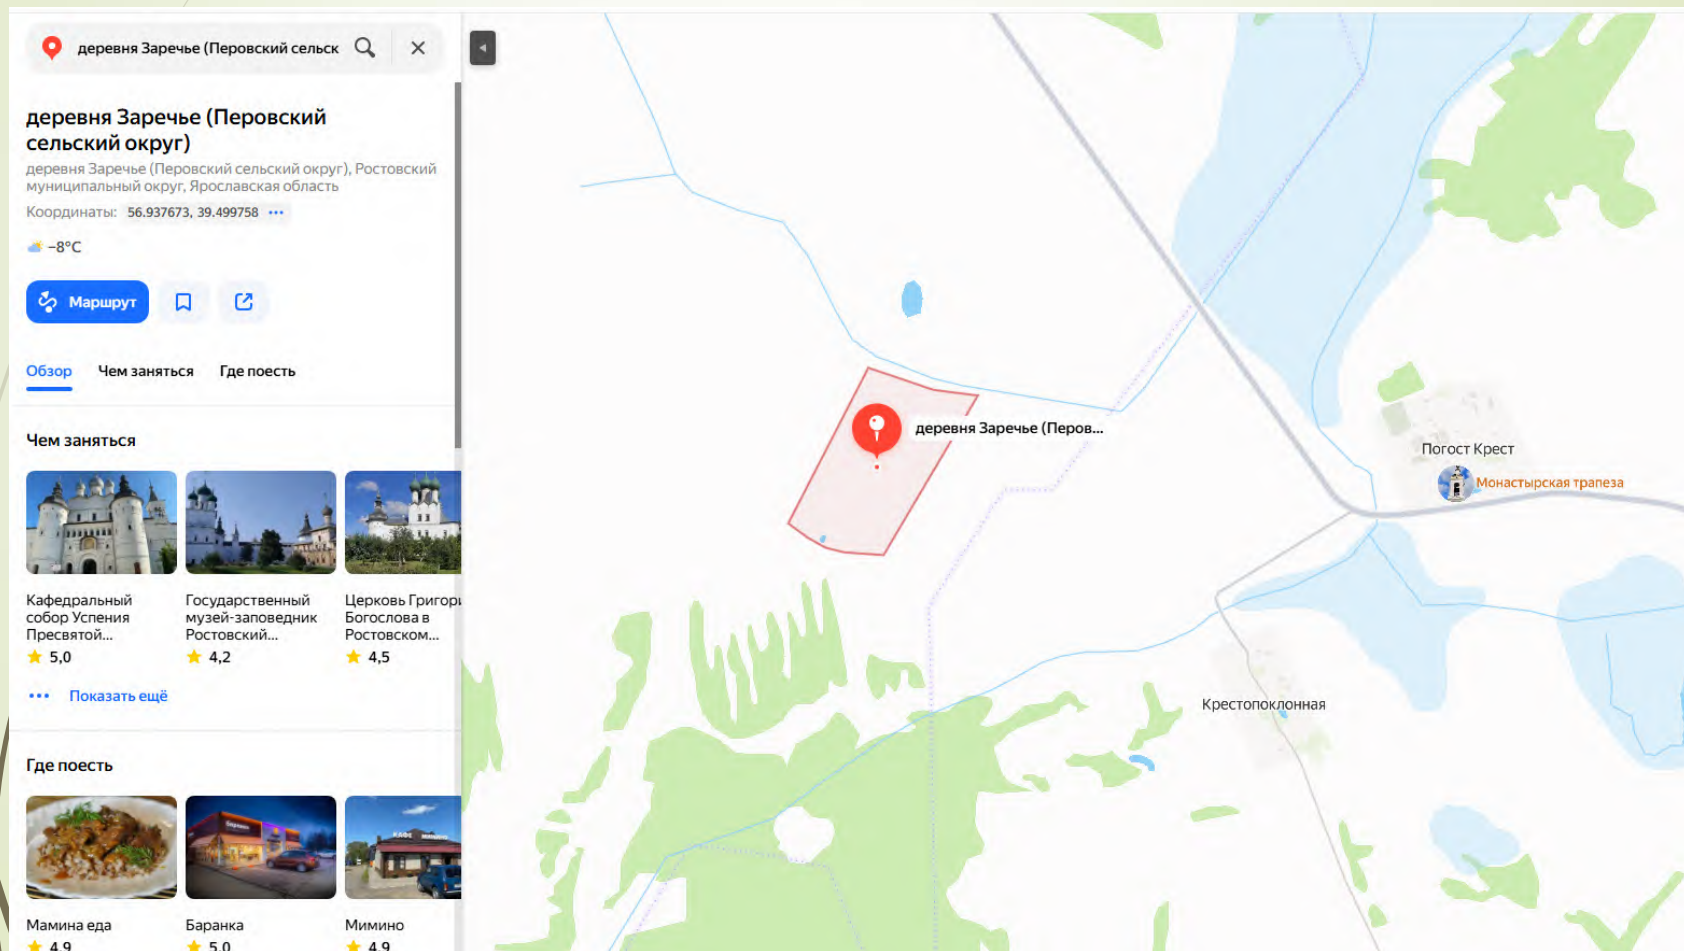 деревня Заречье (Перовский сельск
деревня Заречье (Перовский
сельский округ)
деревня Заречье (Перовский сельский округ), Ростовский
муниципальный округ, Ярославская область
Координаты: 56.937673, 39.499758 •••
−8°C
Маршрут
Обзор Чем заняться Где поесть
Чем заняться
Кафедральный
собор Успения
Пресвятой...
5,0
Государственный
музей-заповедник
Ростовский...
4,2
Церковь Григори
Богослова в
Ростовском...
4,5
••• Показать ещё
Где поесть
Мамина еда
4,9
Баранка
5,0
Мимино
4,9
деревня Заречье (Перов...
Погост Крест
Монастырская трапеза
Крестопоклонная